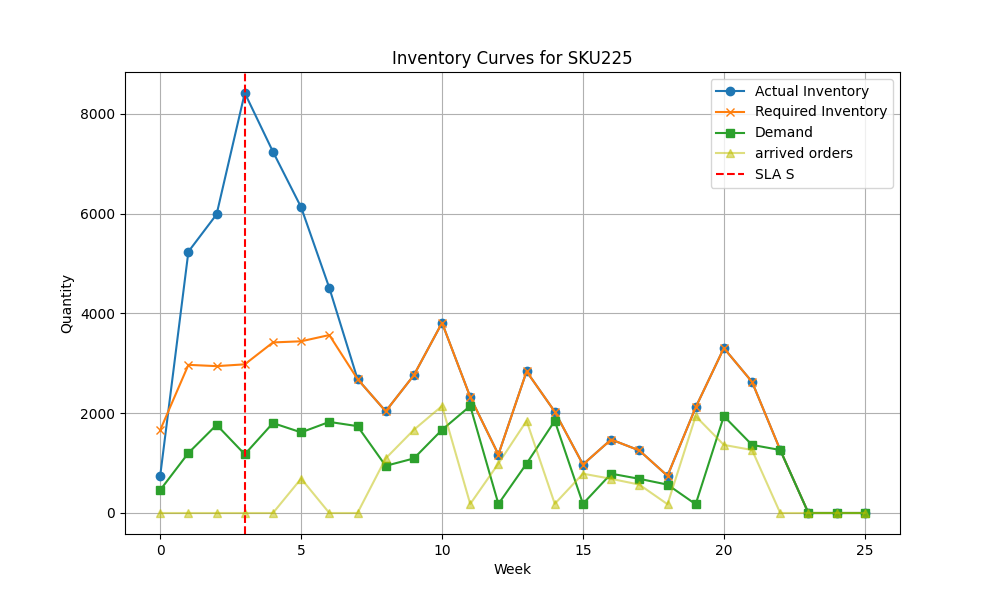 Inventory Curves for SKU225
Actual Inventory
Required Inventory
Demand
arrived orders
SLA S
Quantity
8000
6000
4000
2000
0
0 5 10 15 20 25
Week